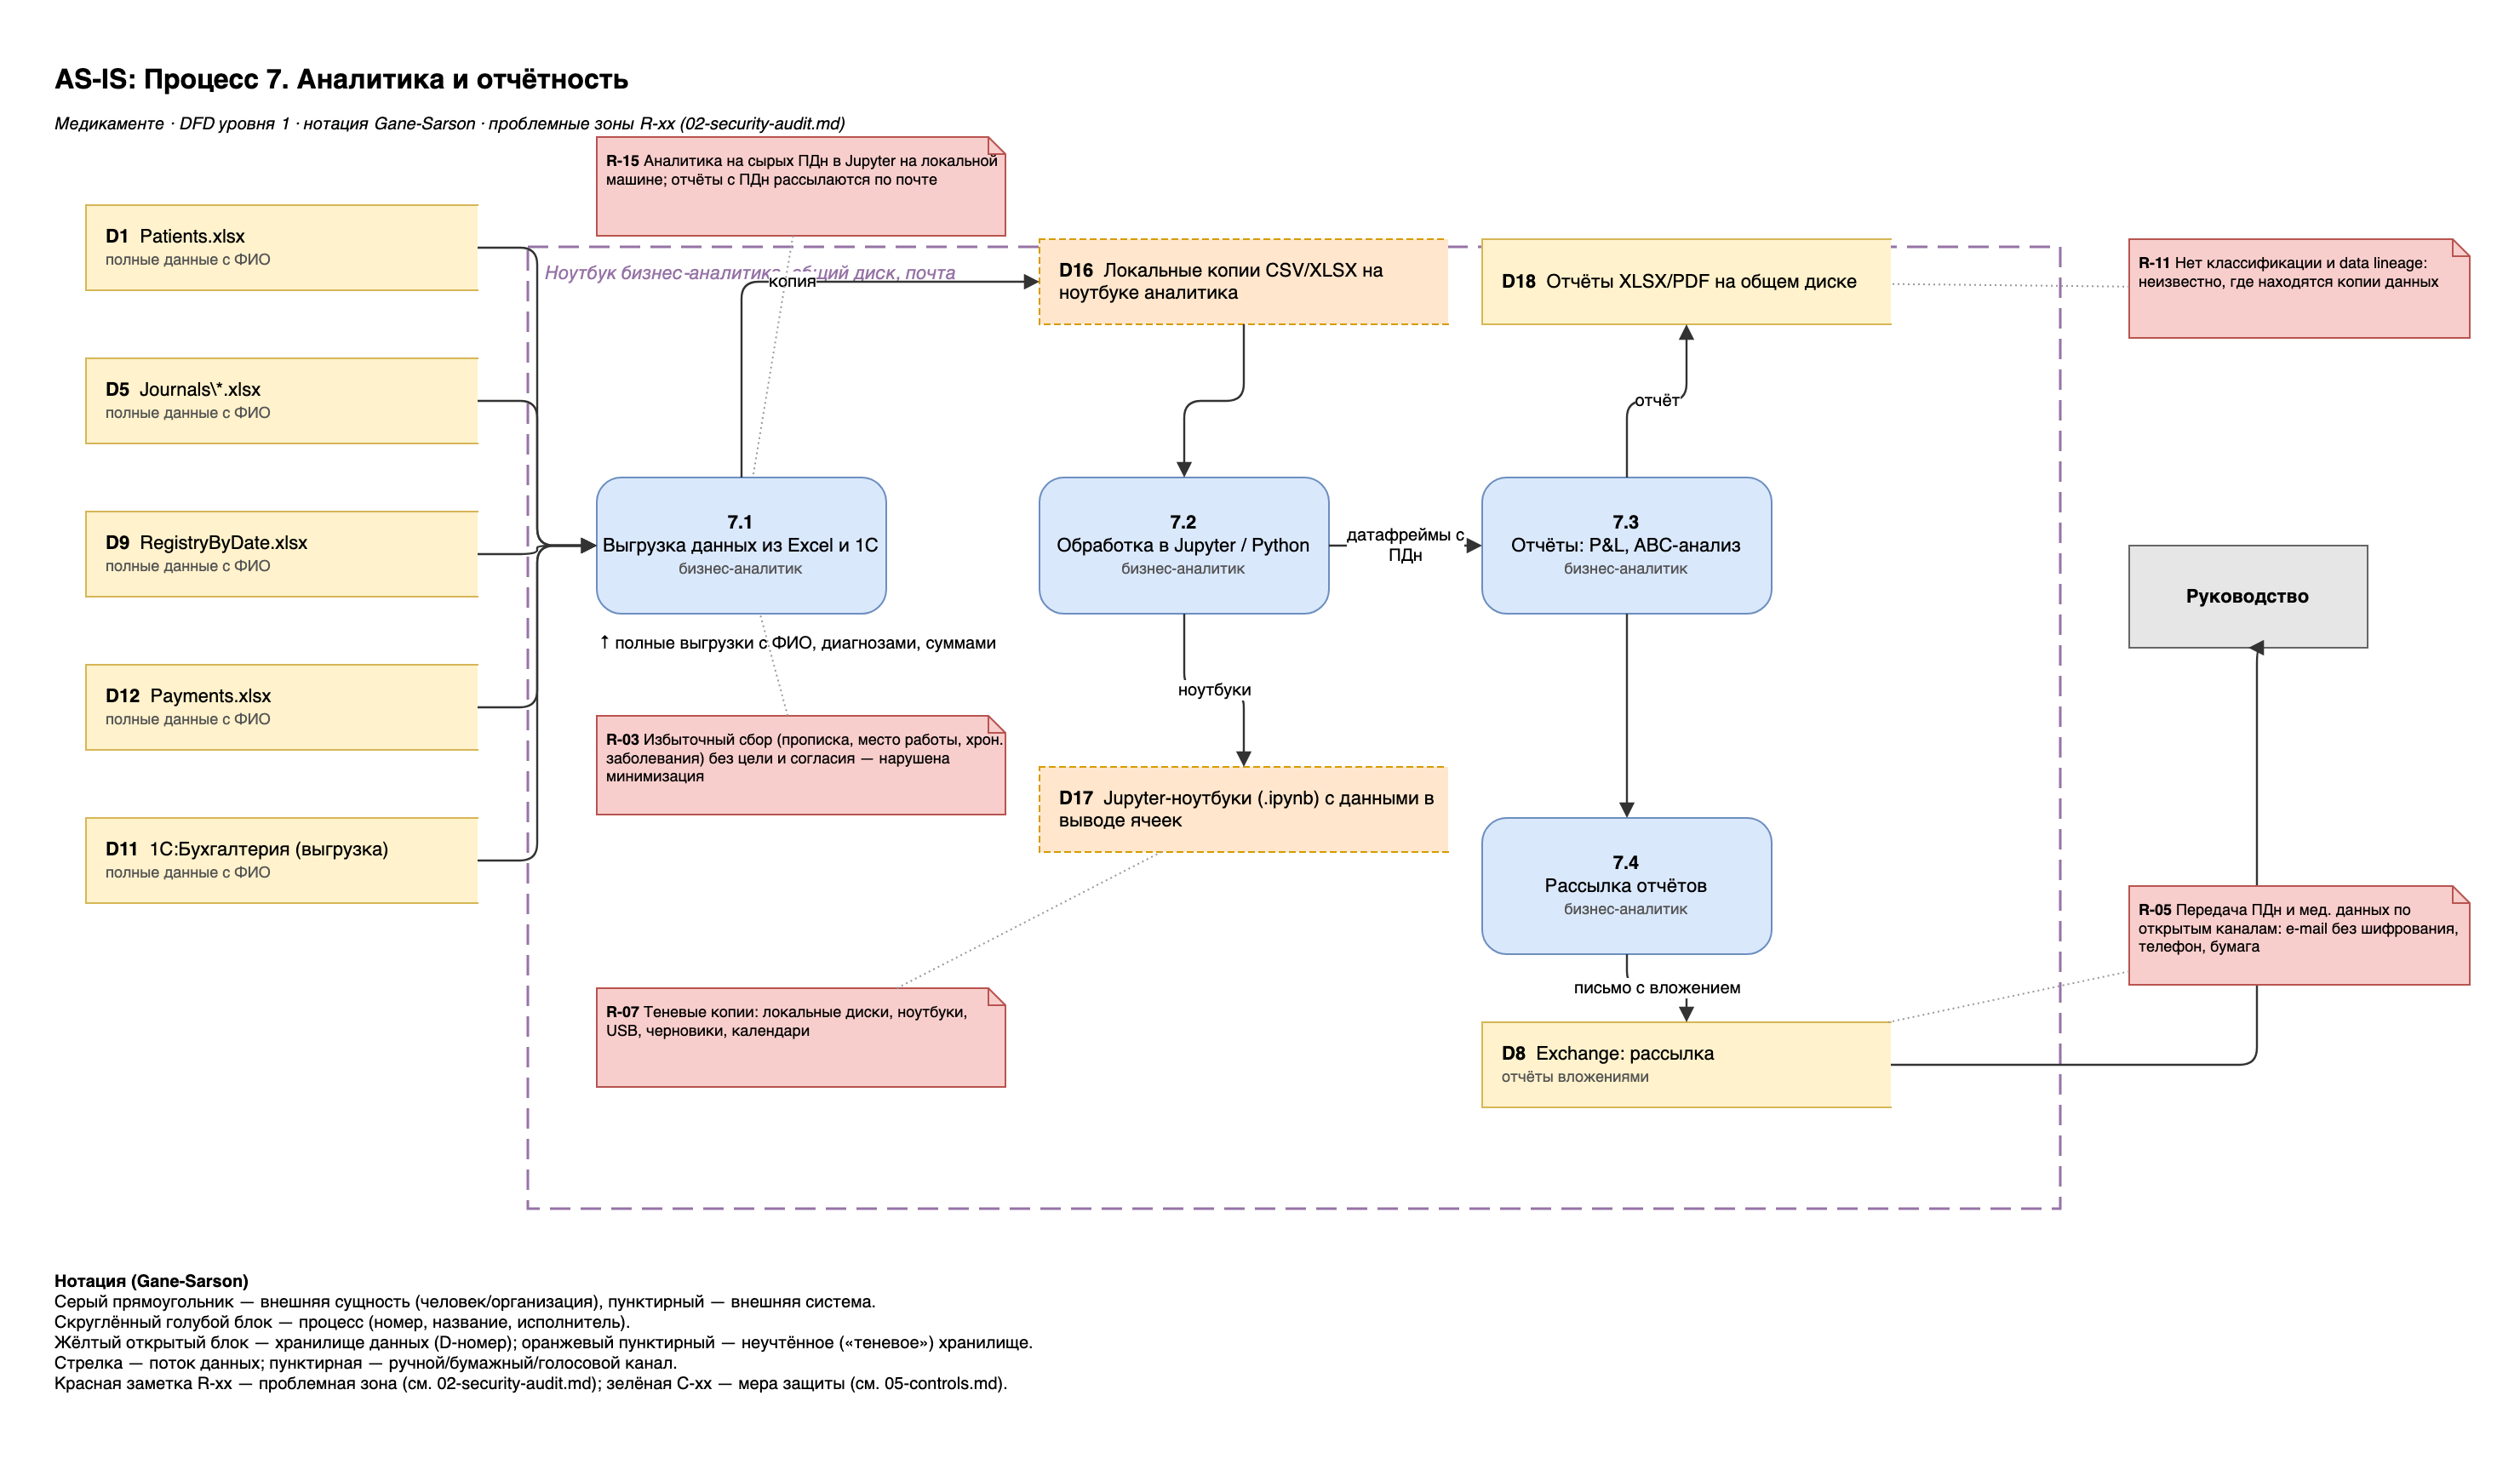 AS-IS: Процесс 7. Аналитика и отчётность
Медикаменте · DFD уровня 1 · нотация Gane-Sarson · проблемные зоны R-xx (02-security-audit.md)
R-15 Аналитика на сырых ПДн в Jupyter на локальной
машине; отчёты с ПДн рассылаются по почте
D1 Patients.xlsx
полные данные с ФИО
Ноутбук бизнес-аналитика, общий диск, почта
копия
D16 Локальные копии CSV/XLSX на
ноутбуке аналитика
D18 Отчёты XLSX/PDF на общем диске
R-11 Нет классификации и data lineage:
неизвестно, где находятся копии данных
D5 Journals\*.xlsx
полные данные с ФИО
отчёт
D9 RegistryByDate.xlsx
полные данные с ФИО
7.1
Выгрузка данных из Excel и 1С
бизнес-аналитик
7.2
Обработка в Jupyter / Python
бизнес-аналитик
датафреймы с
ПДн
7.3
Отчёты: P&L, ABC-анализ
бизнес-аналитик
Руководство
↑ полные выгрузки с ФИО, диагнозами, суммами
D12 Payments.xlsx
полные данные с ФИО
ноутбуки
R-03 Избыточный сбор (прописка, место работы, хрон.
заболевания) без цели и согласия — нарушена
минимизация
D17 Jupyter-ноутбуки (.ipynb) с данными в
выводе ячеек
D11 1С:Бухгалтерия (выгрузка)
полные данные с ФИО
7.4
Рассылка отчётов
бизнес-аналитик
R-05 Передача ПДн и мед. данных по
открытым каналам: e-mail без шифрования,
телефон, бумага
письмо с вложением
R-07 Теневые копии: локальные диски, ноутбуки,
USB, черновики, календари
D8 Exchange: рассылка
отчёты вложениями
Нотация (Gane-Sarson)
Серый прямоугольник — внешняя сущность (человек/организация), пунктирный — внешняя система.
Скруглённый голубой блок — процесс (номер, название, исполнитель).
Жёлтый открытый блок — хранилище данных (D-номер); оранжевый пунктирный — неучтённое («теневое») хранилище.
Стрелка — поток данных; пунктирная — ручной/бумажный/голосовой канал.
Красная заметка R-xx — проблемная зона (см. 02-security-audit.md); зелёная C-xx — мера защиты (см. 05-controls.md).